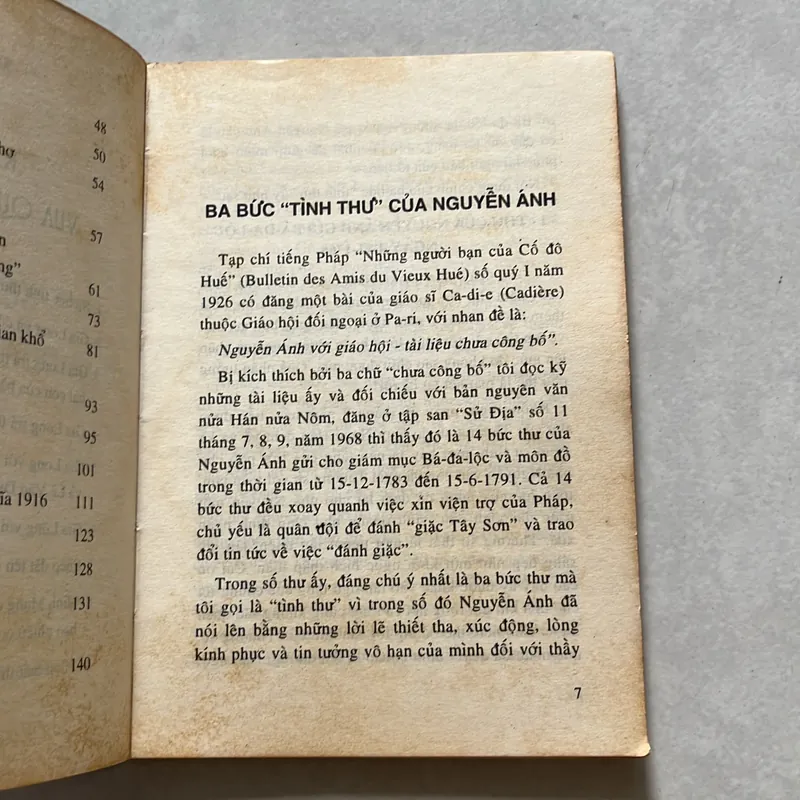 48
50
54
57
61
73
81
93
95
101
ĩa 1916 111
123
128
131
140
BA BỨC “TÌNH THƯ” CỦA NGUYỄN ÁNH
Tạp chí tiếng Pháp “Những người bạn của Cố đô
Huế” (Bulletin des Amis du Vieux Hué) số quý I năm
1926 có đăng một bài của giáo sĩ Ca-di-e (Cadière)
thuộc Giáo hội đối ngoại ở Pa-ri, với nhan đề là:
Nguyễn Ánh với giáo hội - tài liệu chưa công bố”.
Bị kích thích bởi ba chữ “chưa công bố” tôi đọc kỹ
những tài liệu ấy và đối chiếu với bản nguyên văn
nửa Hán nửa Nôm, đăng ở tập san “Sử Địa” số 11
tháng 7, 8, 9, năm 1968 thì thấy đó là 14 bức thư của
Nguyễn Ánh gửi cho giám mục Bá-đa-lộc và môn đồ
trong thời gian từ 15-12-1783 đến 15-6-1791. Cả 14
bức thư đều xoay quanh việc xin viện trợ của Pháp,
chủ yếu là quân đội để đánh “giặc Tây Sơn” và trao
đổi tin tức về việc “đánh giặc”.
Trong số thư ấy, đáng chú ý nhất là ba bức thư mà
tôi gọi là “tình thư” vì trong số đó Nguyễn Ánh đã
nói lên bằng những lời lẽ thiết tha, xúc động, lòng
kính phục và tin tưởng vô hạn của mình đối với thầy
7